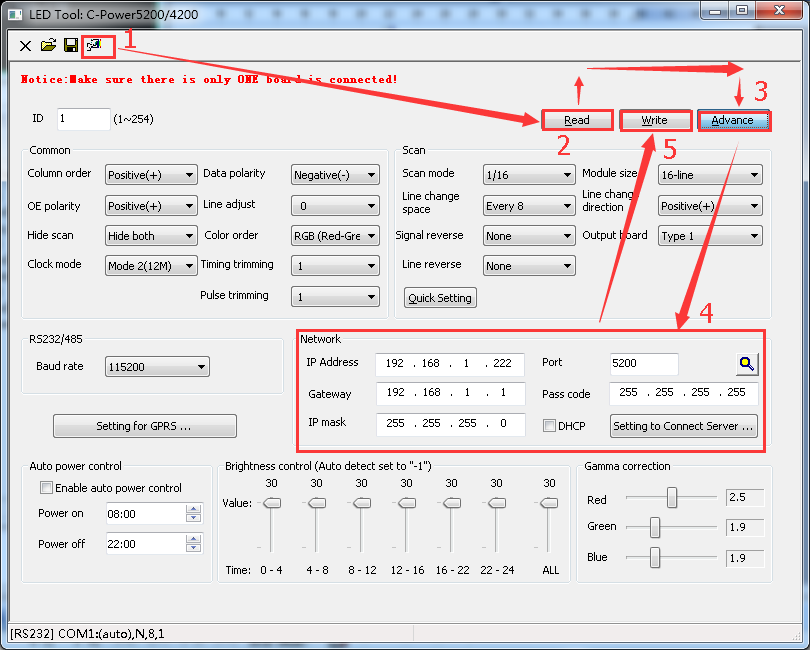 LED Tool: C-Power5200/4200
1
Notice:Make sure there is only ONE board is connected!
3
ID 1 (1~254) Read Write Advance
2 5
Common Scan
Column order Positive(+) Data polarity Negative(-) Scan mode 1/16 Module size 16-line
OE polarity Positive(+) Line adjust 0 Line change space Every 8 Line change direction Positive(+)
Hide scan Hide both Color order RGB (Red-Gre Signal reverse None Output board Type 1
Clock mode Mode 2(12M) Timing trimming 1 Line reverse None
Pulse trimming 1 Quick Setting
4
RS232/485 Network
Baud rate 115200 IP Address 192 . 168 . 1 . 222 Port 5200
Gateway 192 . 168 . 1 . 1 Pass code 255 . 255 . 255 . 255
Setting for GPRS ... IP mask 255 . 255 . 255 . 0 DHCP Setting to Connect Server ...
Auto power control Brightness control (Auto detect set to "-1") Gamma correction
Enable auto power control 30 30 30 30 30 30 30
Power on 08:00 Value: Red 2.5
Green 1.9
Power off 22:00 Blue 1.9
Time: 0 - 4 4 - 8 8 - 12 12 - 16 16 - 22 22 - 24 ALL
[RS232] COM1:(auto),N,8,1